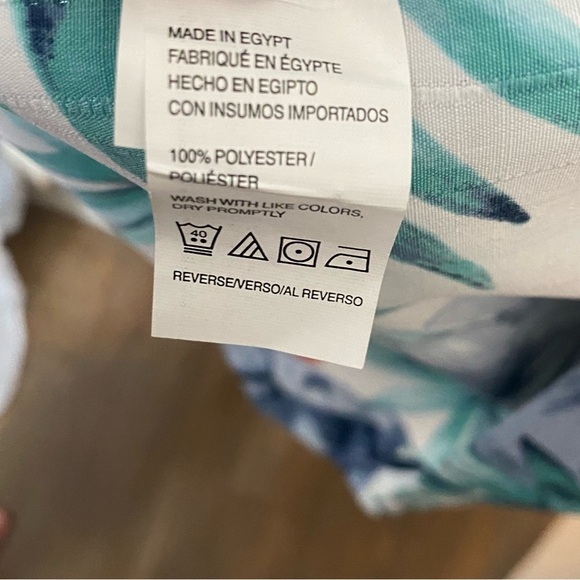 MADE IN EGYPT
FABRIQUÉ EN ÉGYPTE
HECHO EN EGIPTO
CON INSUMOS IMPORTADOS
100% POLYESTER/
POLIÉSTER
WASH WITH LIKE COLORS,
DRY PROMPTLY
40
REVERSE/VERSO/AL REVERSO